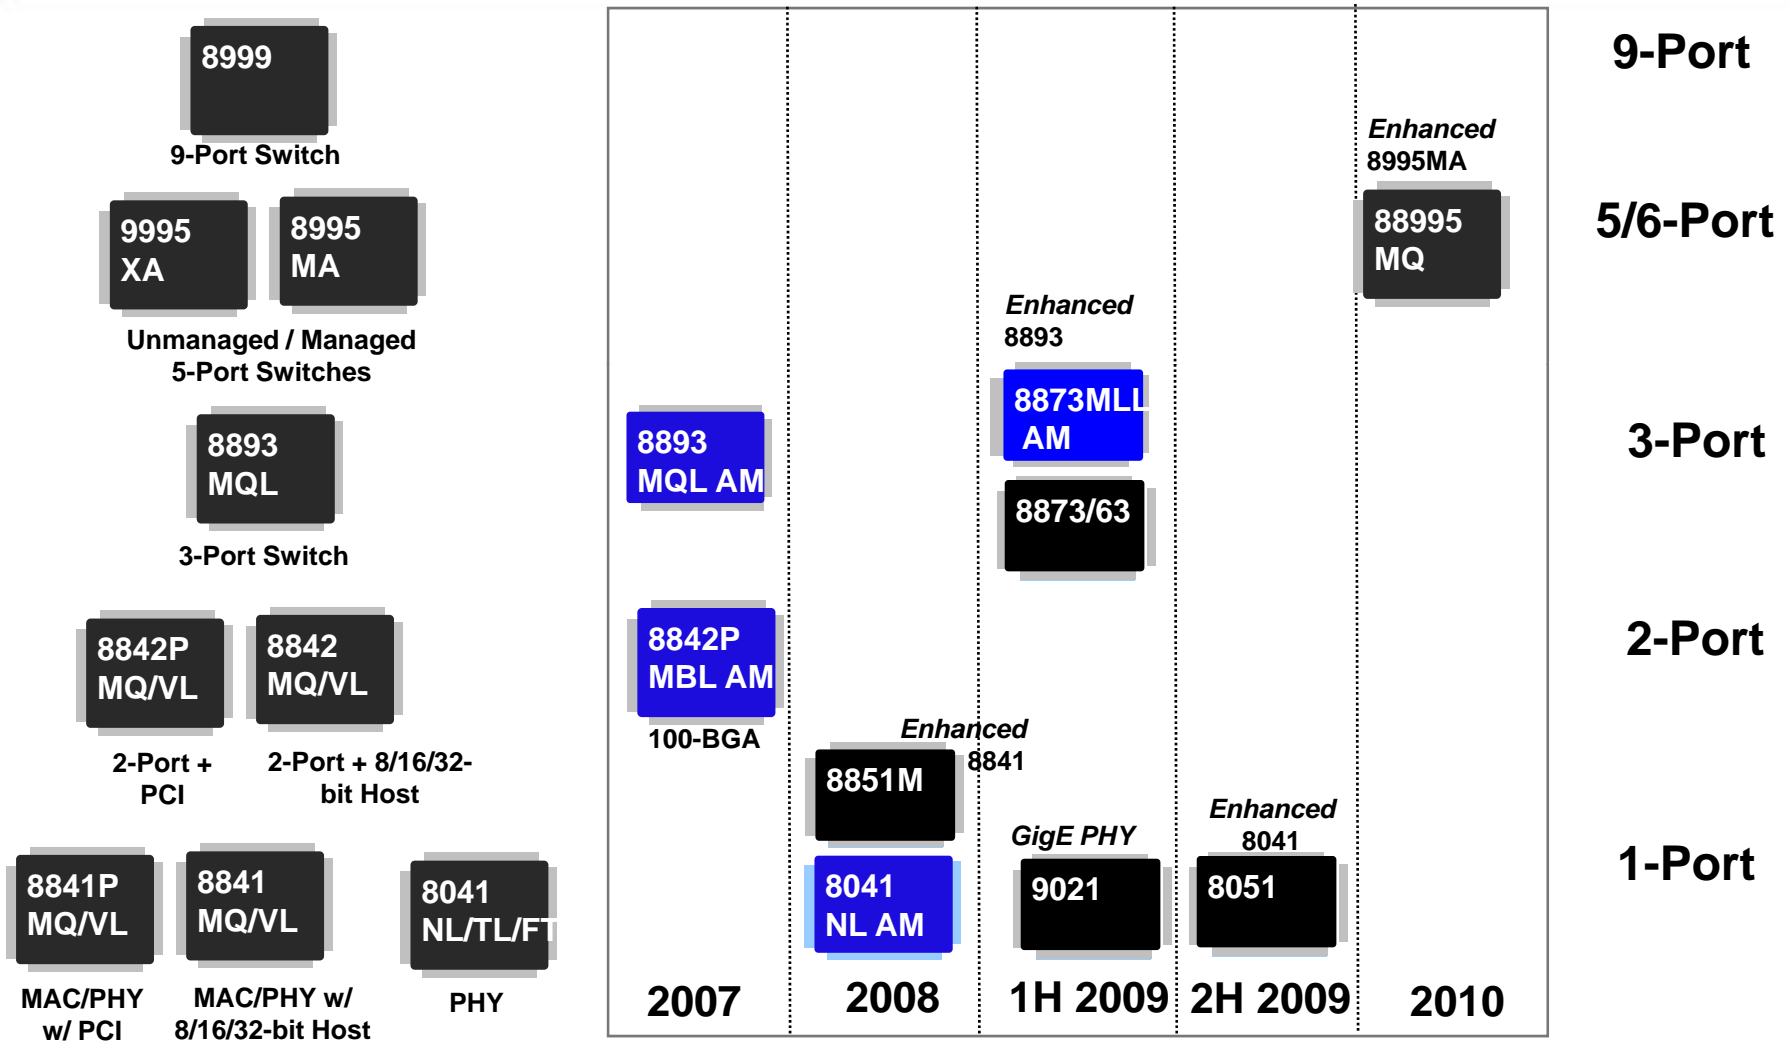 8999
9-Port Switch
9995
XA
8995
MA
Unmanaged / Managed
5-Port Switches
8893
MQL
3-Port Switch
8842P
MQ/VL
8842
MQ/VL
2-Port +
PCI
2-Port + 8/16/32-
bit Host
8841P
MQ/VL
8841
MQ/VL
8041
NL/TL/FT
MAC/PHY
w/ PCI
MAC/PHY w/
8/16/32-bit Host
PHY
8893
MQL AM
8842P
MBL AM
100-BGA
2007
Enhanced
8841
8851M
8041
NL AM
2008
Enhanced
8893
8873MLL
AM
8873/63
GigE PHY
9021
1H 2009
Enhanced
8041
8051
2H 2009
Enhanced
8995MA
88995
MQ
2010
9-Port
5/6-Port
3-Port
2-Port
1-Port